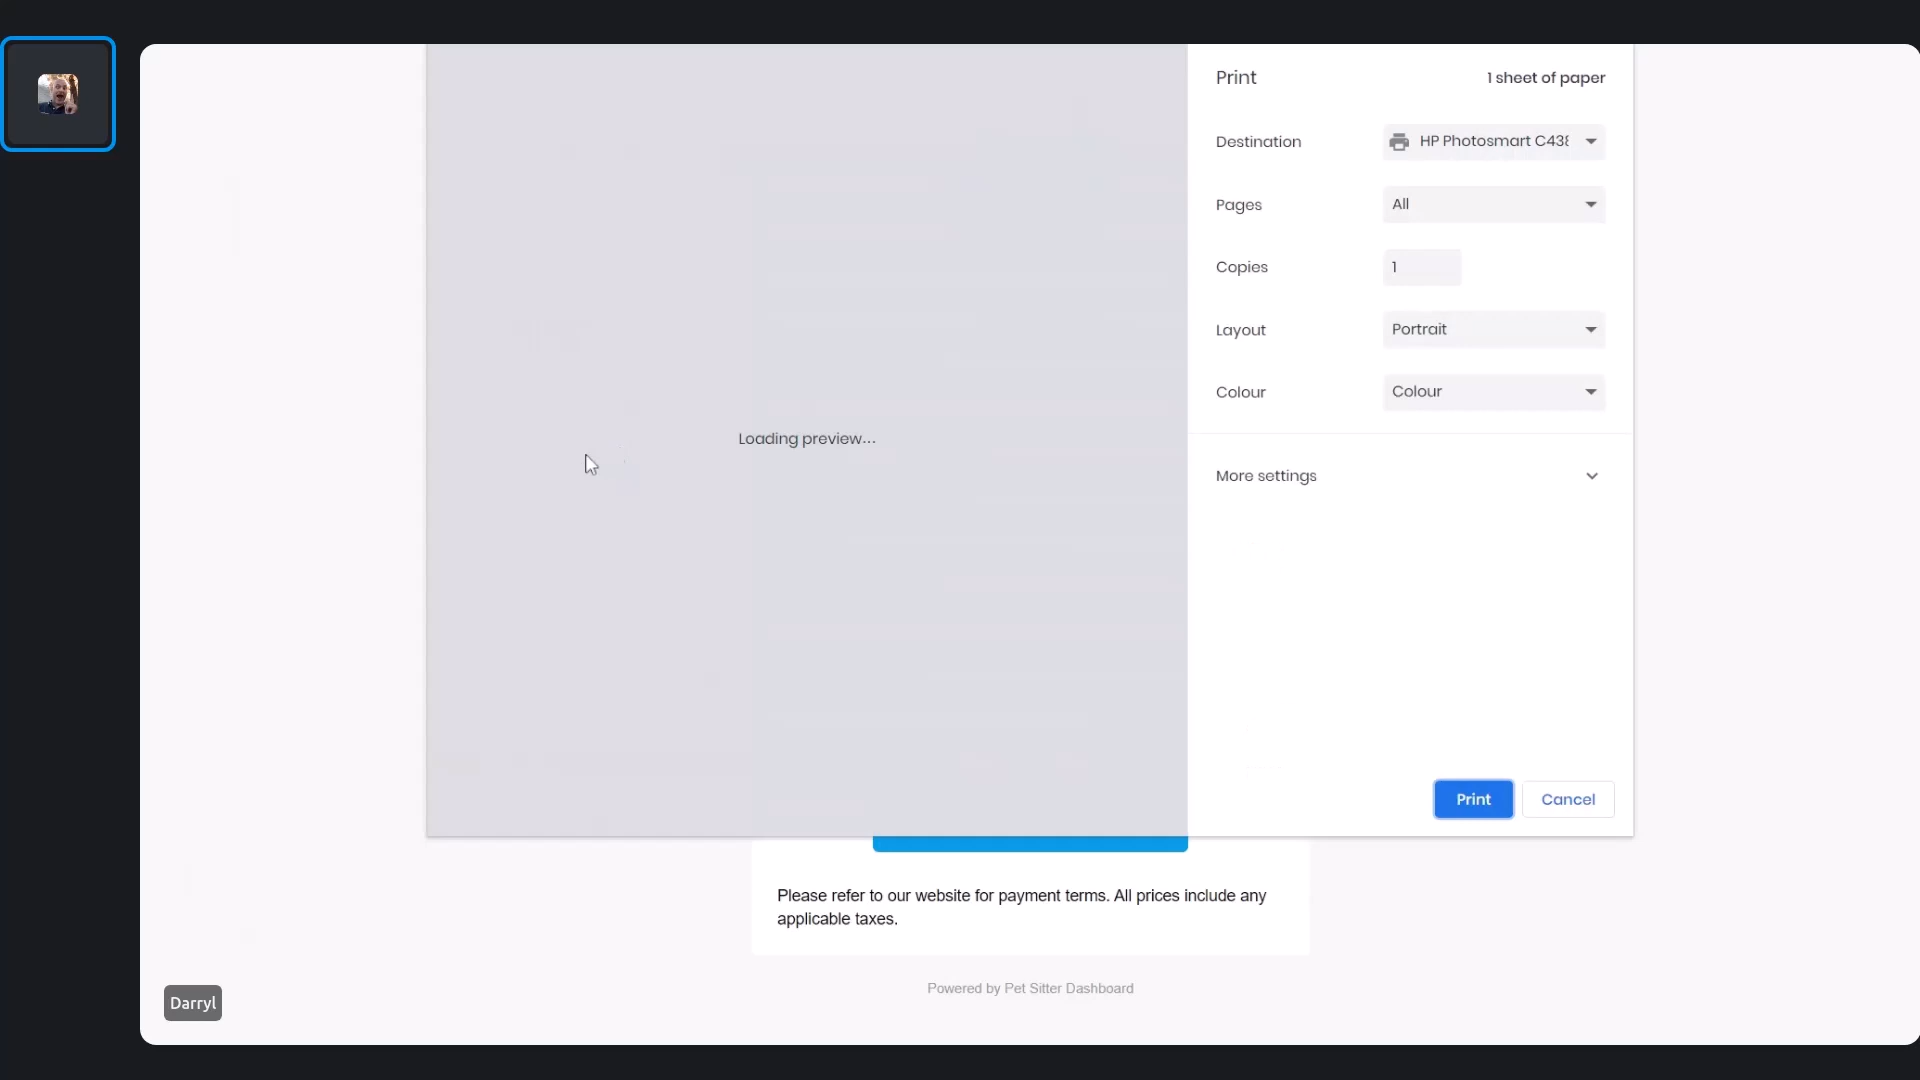 Print
1 sheet of paper
Destination
HP Photosmart C438
Pages
All
Copies
1
Layout
Portrait
Colour
Colour
Loading preview...
More settings
Print
Cancel
Please refer to our website for payment terms. All prices include any
applicable taxes.
Powered by Pet Sitter Dashboard
Darryl